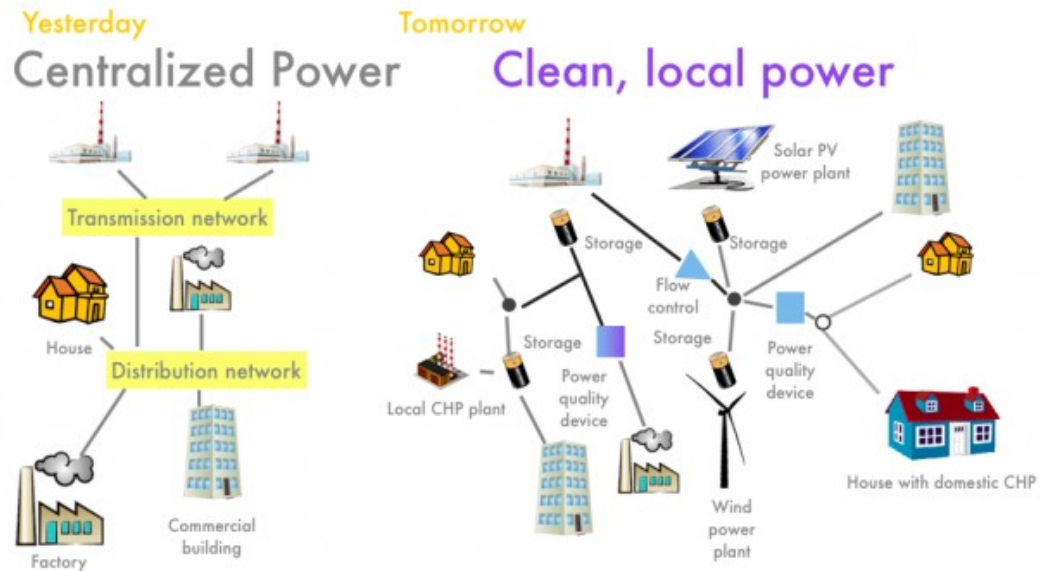 Yesterday
Centralized Power
Transmission network
House
Distribution network
Commercial
building
Factory
Tomorrow
Clean, local power
Solar PV
power plant
Storage
Storage
Flow
control
Storage
Storage
Power
quality
device
Power
quality
device
Local CHP plant
House with domestic CHP
Wind
power
plant